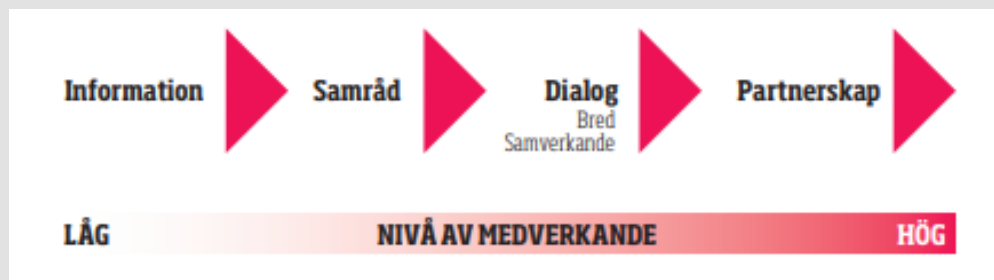 Information
Samråd
Dialog
Bred
Samverkande
Partnerskap
LÅG
NIVÅ AV MEDVERKANDE
HÖG